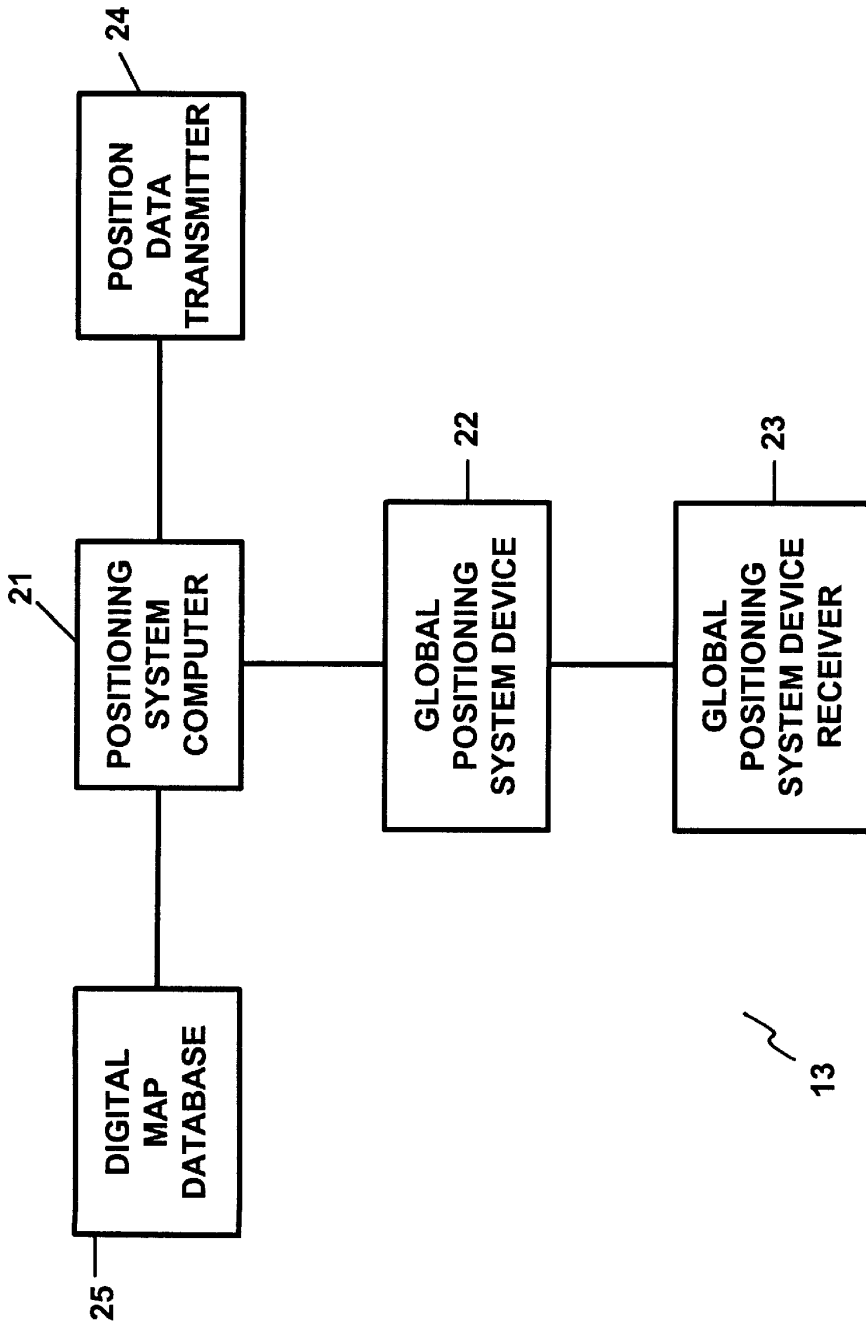 25
DIGITAL
MAP
DATABASE
21
POSITIONING
SYSTEM
COMPUTER
24
POSITION
DATA
TRANSMITTER
22
GLOBAL
POSITIONING
SYSTEM DEVICE
23
GLOBAL
POSITIONING
SYSTEM DEVICE
RECEIVER
13